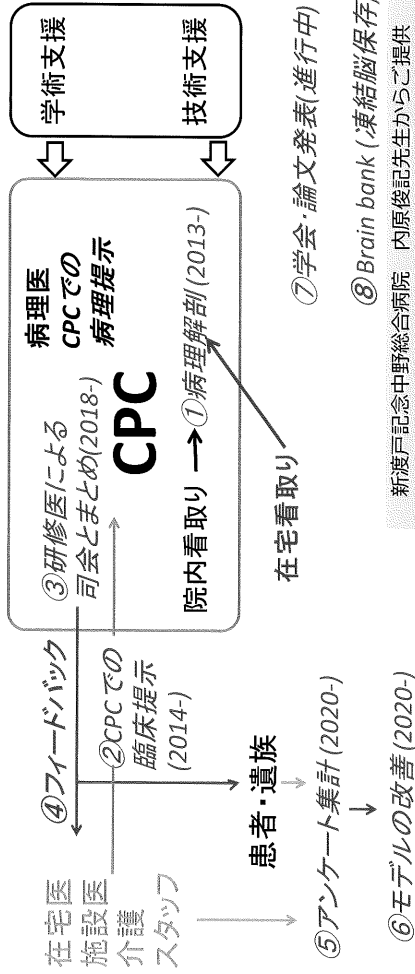 在宅医
施設医
介護
スタッフ
④フィードバック
②CPCでの
臨床提示
(2014-)
患者・遺族
⑤アンケート集計(2020-)
⑥モデルの改善(2020-)
③研修医による
司会とまとめ(2018-)
病理医
CPCでの
病理提示
CPC
院内看取り
①病理解剖(2013-)
在宅看取り
学術支援
技術支援
⑦学会・論文発表(進行中)
⑧Brain bank (凍結脳保存)
新渡戸記念中野総合病院 内原俊記先生からご提供